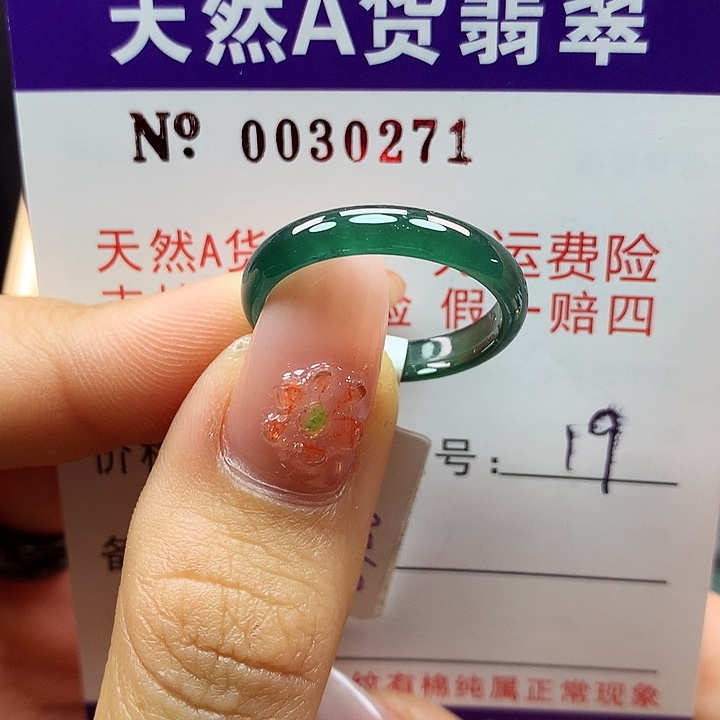 天然A货翡翠
Nº 0030271
天然A货 运费险
险 假一赔四
号: 19
纹有棉纯属正常现象